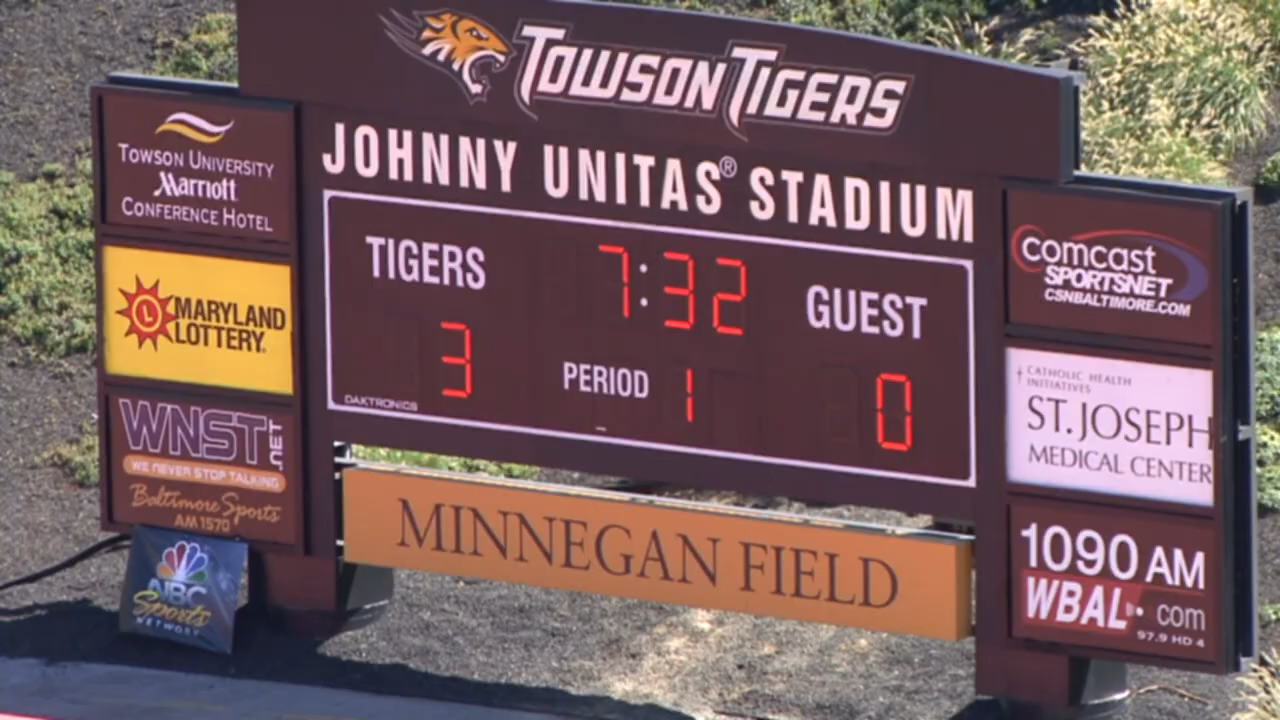 TOWSON TIGERS
JOHNNY UNITAS® STADIUM
TIGERS
7:32
GUEST
3
PERIOD 1
0
DAKTRONICS
MINNEGAN FIELD
TOWSON UNIVERSITY
Marriott
CONFERENCE HOTEL
L
MARYLAND
LOTTERY
WNST.NET
WE NEVER STOP TALKING
Baltimore Sports
AM 1570
NBC
Sports
NETWORK
COMCAST
SPORTSNET
CSNBALTIMORE.COM
CATHOLIC HEALTH
INITIATIVES
ST. JOSEPH
MEDICAL CENTER
1090 AM
WBAL.com
97.9 HD 4